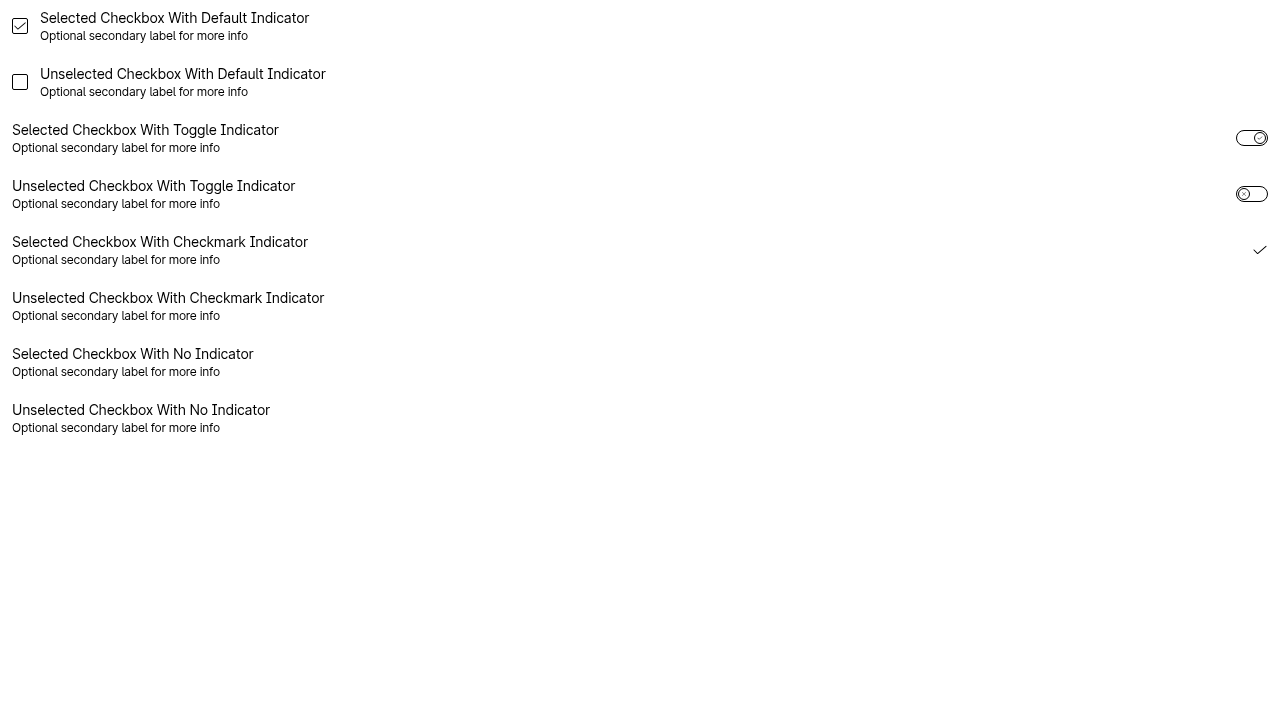 Selected Checkbox With Default Indicator
Optional secondary label for more info
Unselected Checkbox With Default Indicator
Optional secondary label for more info
Selected Checkbox With Toggle Indicator
Optional secondary label for more info
Unselected Checkbox With Toggle Indicator
Optional secondary label for more info
Selected Checkbox With Checkmark Indicator
Optional secondary label for more info
Unselected Checkbox With Checkmark Indicator
Optional secondary label for more info
Selected Checkbox With No Indicator
Optional secondary label for more info
Unselected Checkbox With No Indicator
Optional secondary label for more info